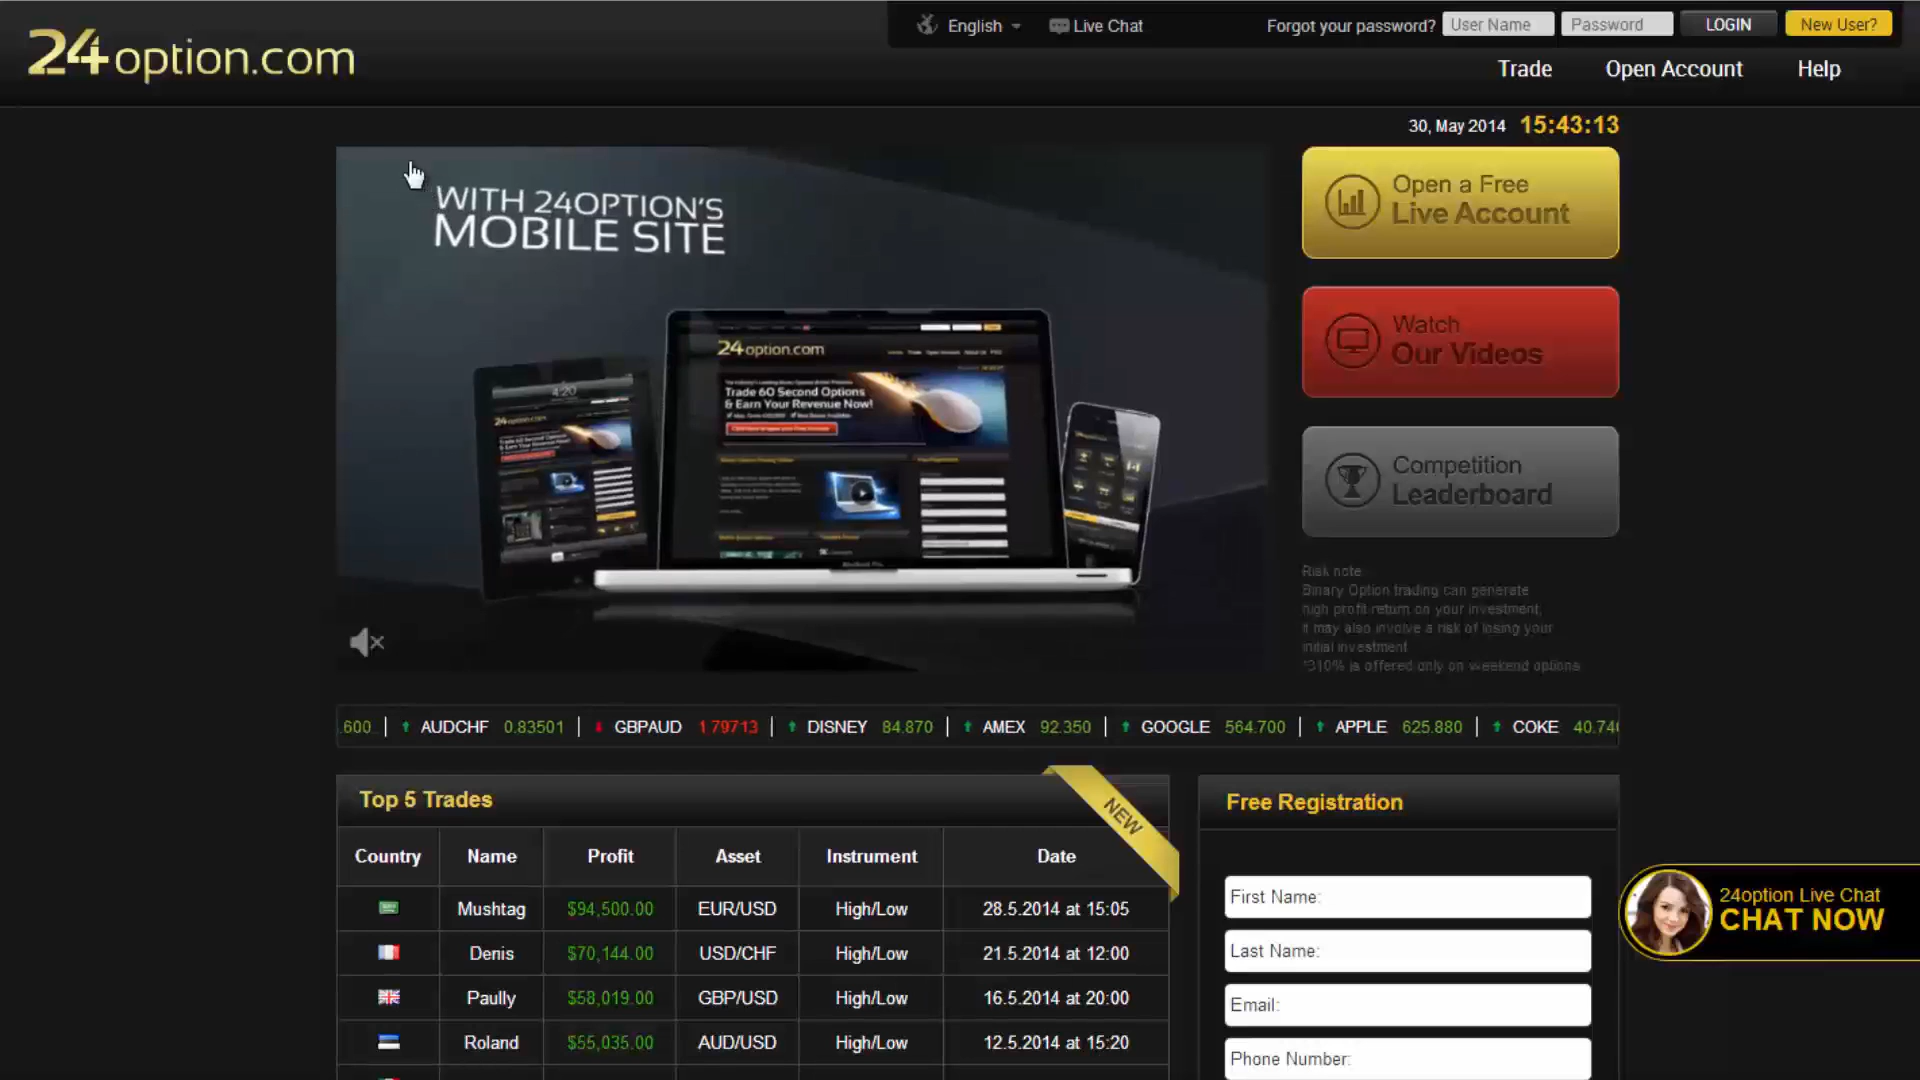 24option.com
English
Live Chat
Forgot your password?
User Name
Password
LOGIN
New User?
Trade
Open Account
Help
30, May 2014 15:43:13
WITH 24OPTION'S
MOBILE SITE
4:20
24option.com
24option.com
Trade 60 Second Options
& Earn Your Revenue Now!
Open a Free
Live Account
Watch
Our Videos
Competition
Leaderboard
Risk note
Binary Option trading can generate
high profit return on your investment,
it may also involve a risk of losing your
initial investment
*310% is offered only on weekend options
.600 | AUDCHF 0.83501 | GBPAUD 1.79713 | DISNEY 84.870 | AMEX 92.350 | GOOGLE 564.700 | APPLE 625.880 | COKE 40.740
Top 5 Trades
NEW
Country Name Profit Asset Instrument Date
Mushtag $94,500.00 EUR/USD High/Low 28.5.2014 at 15:05
Denis $70,144.00 USD/CHF High/Low 21.5.2014 at 12:00
Paully $58,019.00 GBP/USD High/Low 16.5.2014 at 20:00
Roland $55,035.00 AUD/USD High/Low 12.5.2014 at 15:20
Free Registration
First Name:
Last Name:
Email:
Phone Number:
24option Live Chat
CHAT NOW